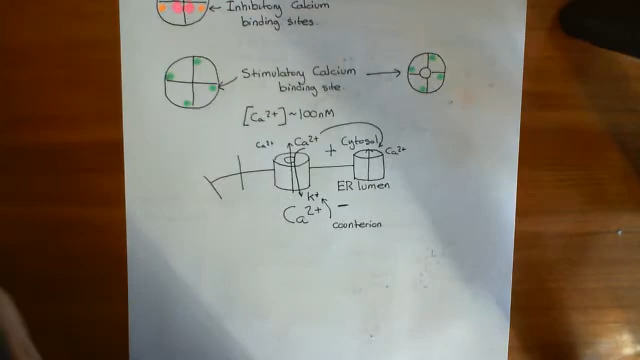 Inhibitory Calcium
binding sites.
Stimulatory Calcium
binding site.
[Ca²⁺] ~ 100nM
Ca²⁺ Ca²⁺ + Cytosol Ca²⁺
ER lumen
K⁺
Ca²⁺ −
counterion